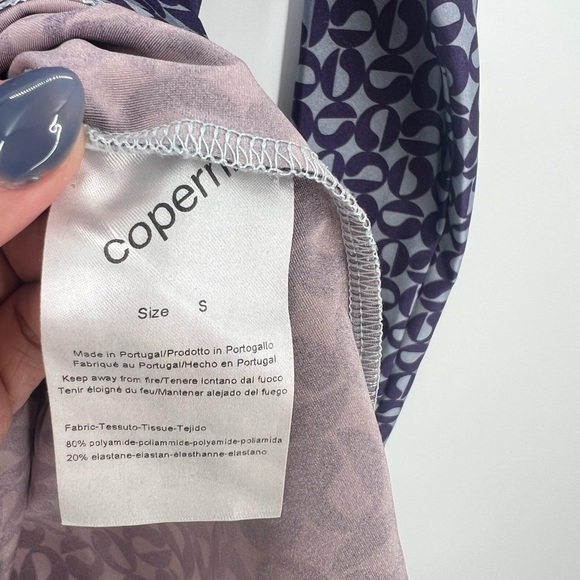 coperni
Size S
Made in Portugal/Prodotto in Portogallo
Fabriqué au Portugal/Hecho en Portugal
Keep away from fire/Tenere lontano dal fuoco
Tenir éloigné du feu/Mantener alejado del fuego
Fabric-Tessuto-Tissue-Tejido
80% polyamide-poliammide-polyamide-poliamida
20% elastane-elastan-élasthanne-elastano